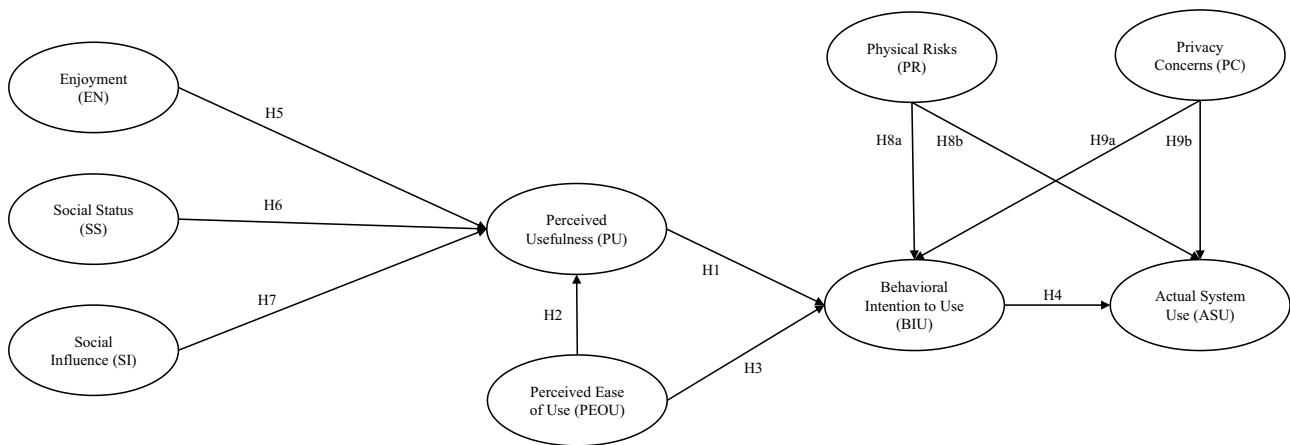 Physical Risks
(PR)
Privacy
Concerns (PC)
Enjoyment
(EN)
H5
H8a
H8b
H9a
H9b
Social Status
(SS)
H6
Perceived
Usefulness (PU)
H1
H7
Behavioral
Intention to Use
(BIU)
H4
Actual System
Use (ASU)
H2
Social
Influence (SI)
H3
Perceived Ease
of Use (PEOU)